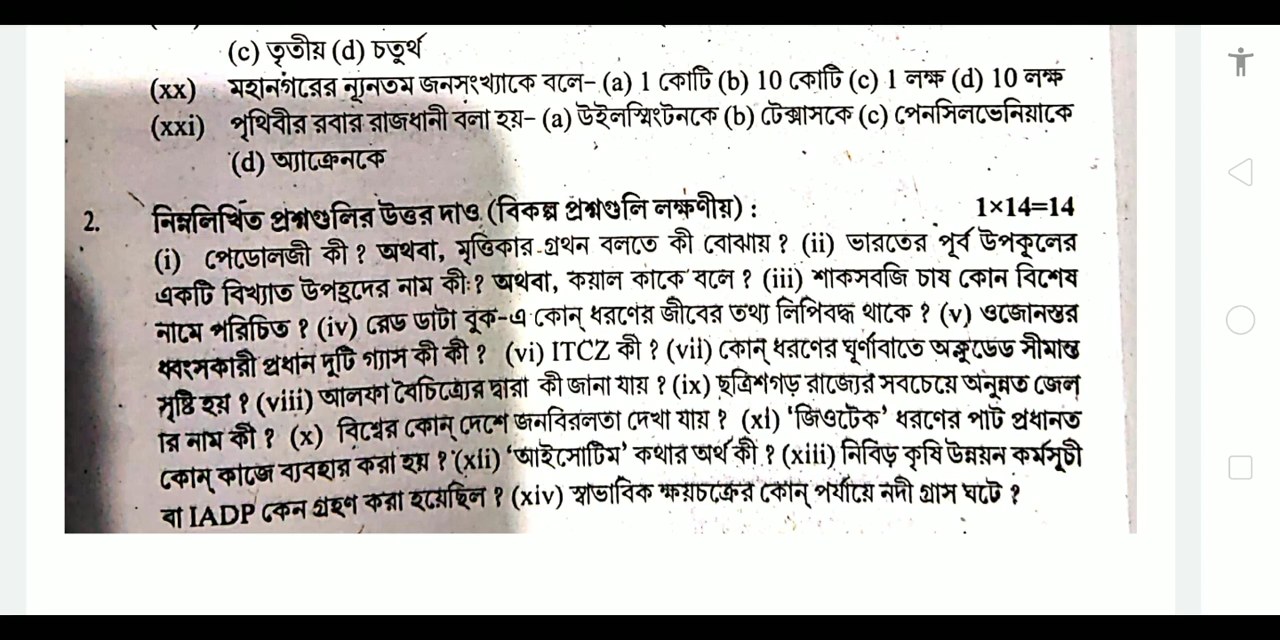 (c) তৃতীয় (d) চতুর্থ
(xx) মহানগরের ন্যূনতম জনসংখ্যাকে বলে– (a) 1 কোটি (b) 10 কোটি (c) 1 লক্ষ (d) 10 লক্ষ
(xxi) পৃথিবীর রবার রাজধানী বলা হয়– (a) উইলস্মিংটনকে (b) টেক্সাসকে (c) পেনসিলভেনিয়াকে
(d) অ্যাক্রেনকে
2. নিম্নলিখিত প্রশ্নগুলির উত্তর দাও (বিকল্প প্রশ্নগুলি লক্ষণীয়) : 1×14=14
(i) পেডোলজী কী ? অথবা, মৃত্তিকার গ্রথন বলতে কী বোঝায় ? (ii) ভারতের পূর্ব উপকূলের
একটি বিখ্যাত উপহ্রদের নাম কী ? অথবা, কয়াল কাকে বলে ? (iii) শাকসবজি চাষ কোন বিশেষ
নামে পরিচিত ? (iv) রেড ডাটা বুক-এ কোন্ ধরণের জীবের তথ্য লিপিবদ্ধ থাকে ? (v) ওজোনস্তর
ধ্বংসকারী প্রধান দুটি গ্যাস কী কী ? (vi) ITCZ কী ? (vii) কোন্ ধরণের ঘূর্ণাবাতে অক্লুডেড সীমান্ত
সৃষ্টি হয় ? (viii) আলফা বৈচিত্র্যের দ্বারা কী জানা যায় ? (ix) ছত্রিশগড় রাজ্যের সবচেয়ে অনুন্নত জেল
ার নাম কী ? (x) বিশ্বের কোন্ দেশে জনবিরলতা দেখা যায় ? (xi) ‘জিওটেক’ ধরণের পাট প্রধানত
কোন্ কাজে ব্যবহার করা হয় ? (xii) ‘আইসোটিম’ কথার অর্থ কী ? (xiii) নিবিড় কৃষি উন্নয়ন কর্মসূচী
বা IADP কেন গ্রহণ করা হয়েছিল ? (xiv) স্বাভাবিক ক্ষয়চক্রের কোন্ পর্যায়ে নদী গ্রাস ঘটে ?